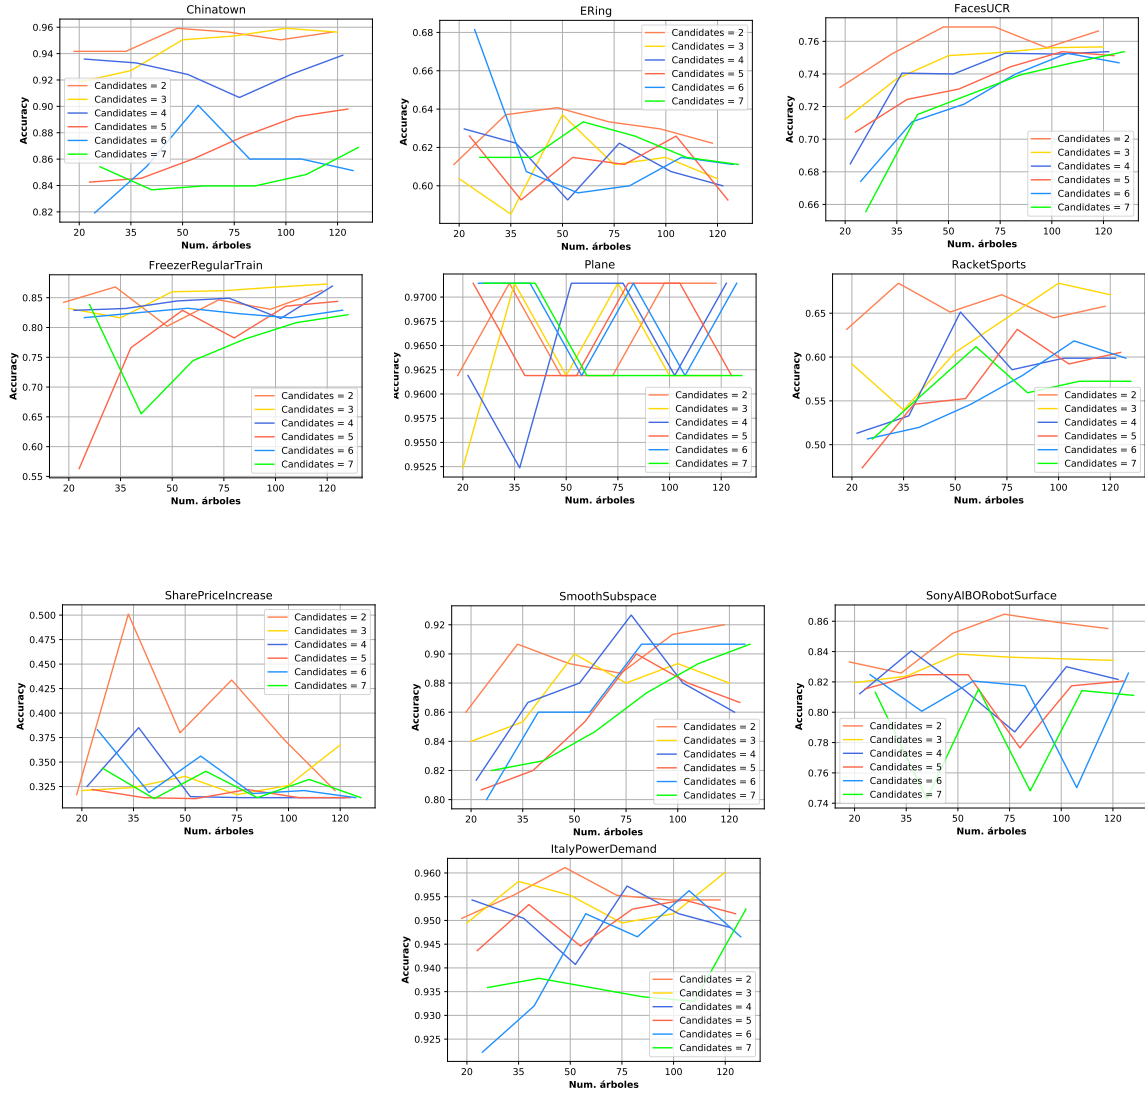 Chinatown
Accuracy
0.96
0.94
0.92
0.90
0.88
0.86
0.84
0.82
Candidates = 2
Candidates = 3
Candidates = 4
Candidates = 5
Candidates = 6
Candidates = 7
20 35 50 75 100 120
Num. árboles
ERing
Accuracy
0.68
0.66
0.64
0.62
0.60
Candidates = 2
Candidates = 3
Candidates = 4
Candidates = 5
Candidates = 6
Candidates = 7
20 35 50 75 100 120
Num. árboles
FacesUCR
Accuracy
0.76
0.74
0.72
0.70
0.68
0.66
Candidates = 2
Candidates = 3
Candidates = 4
Candidates = 5
Candidates = 6
Candidates = 7
20 35 50 75 100 120
Num. árboles
FreezerRegularTrain
Accuracy
0.85
0.80
0.75
0.70
0.65
0.60
0.55
Candidates = 2
Candidates = 3
Candidates = 4
Candidates = 5
Candidates = 6
Candidates = 7
20 35 50 75 100 120
Num. árboles
Plane
Accuracy
0.9700
0.9675
0.9650
0.9625
0.9600
0.9575
0.9550
0.9525
Candidates = 2
Candidates = 3
Candidates = 4
Candidates = 5
Candidates = 6
Candidates = 7
20 35 50 75 100 120
Num. árboles
RacketSports
Accuracy
0.65
0.60
0.55
0.50
Candidates = 2
Candidates = 3
Candidates = 4
Candidates = 5
Candidates = 6
Candidates = 7
20 35 50 75 100 120
Num. árboles
SharePriceIncrease
Accuracy
0.500
0.475
0.450
0.425
0.400
0.375
0.350
0.325
Candidates = 2
Candidates = 3
Candidates = 4
Candidates = 5
Candidates = 6
Candidates = 7
20 35 50 75 100 120
Num. árboles
SmoothSubspace
Accuracy
0.92
0.90
0.88
0.86
0.84
0.82
0.80
Candidates = 2
Candidates = 3
Candidates = 4
Candidates = 5
Candidates = 6
Candidates = 7
20 35 50 75 100 120
Num. árboles
SonyAIBORobotSurface
Accuracy
0.86
0.84
0.82
0.80
0.78
0.76
0.74
Candidates = 2
Candidates = 3
Candidates = 4
Candidates = 5
Candidates = 6
Candidates = 7
20 35 50 75 100 120
Num. árboles
ItalyPowerDemand
Accuracy
0.960
0.955
0.950
0.945
0.940
0.935
0.930
0.925
Candidates = 2
Candidates = 3
Candidates = 4
Candidates = 5
Candidates = 6
Candidates = 7
20 35 50 75 100 120
Num. árboles